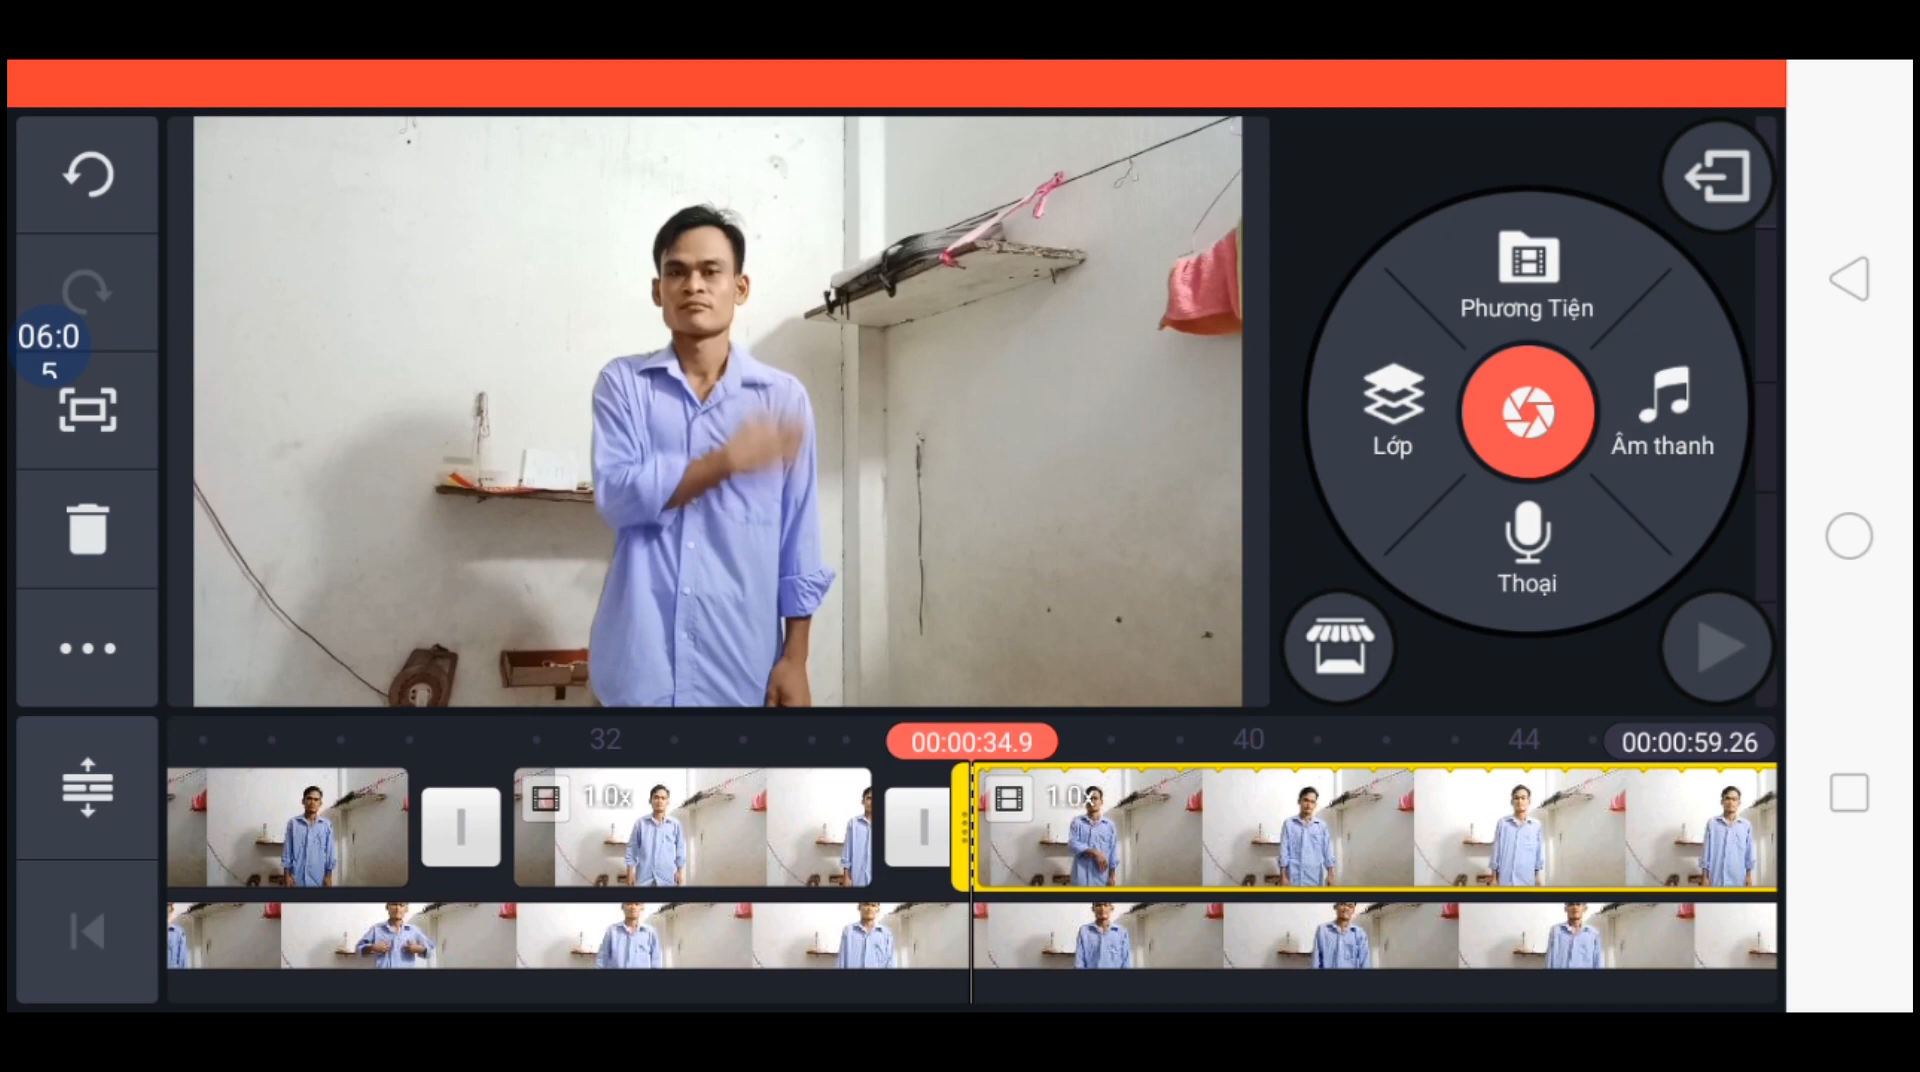 06:0
5
Phương Tiện
Lớp
Âm thanh
Thoại
32
00:00:34.9
40
44
00:00:59.26
1.0x
1.0x